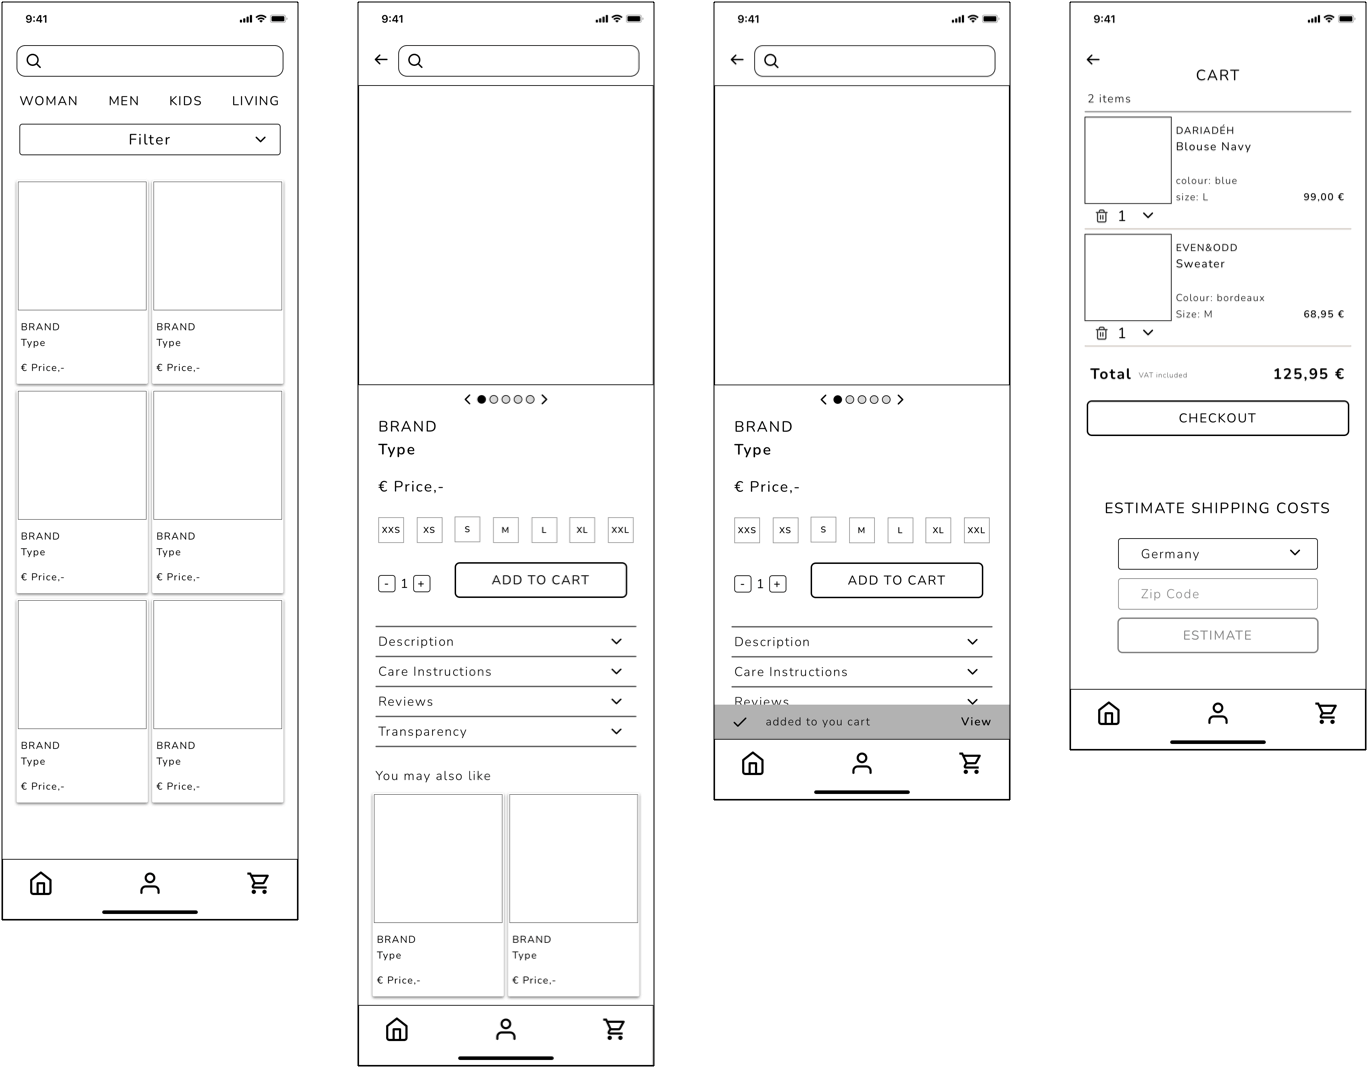 9:41
WOMAN MEN KIDS LIVING
Filter
BRAND BRAND
Type Type
€ Price,- € Price,-
BRAND BRAND
Type Type
€ Price,- € Price,-
BRAND BRAND
Type Type
€ Price,- € Price,-
9:41
BRAND
Type
€ Price,-
XXS XS S M L XL XXL
- 1 + ADD TO CART
Description
Care Instructions
Reviews
Transparency
You may also like
BRAND BRAND
Type Type
€ Price,- € Price,-
9:41
BRAND
Type
€ Price,-
XXS XS S M L XL XXL
- 1 + ADD TO CART
Description
Care Instructions
Reviews
added to you cart View
9:41
CART
2 items
DARIADÉH
Blouse Navy
colour: blue
size: L 99,00 €
1
EVEN&ODD
Sweater
Colour: bordeaux
Size: M 68,95 €
1
Total VAT included 125,95 €
CHECKOUT
ESTIMATE SHIPPING COSTS
Germany
Zip Code
ESTIMATE